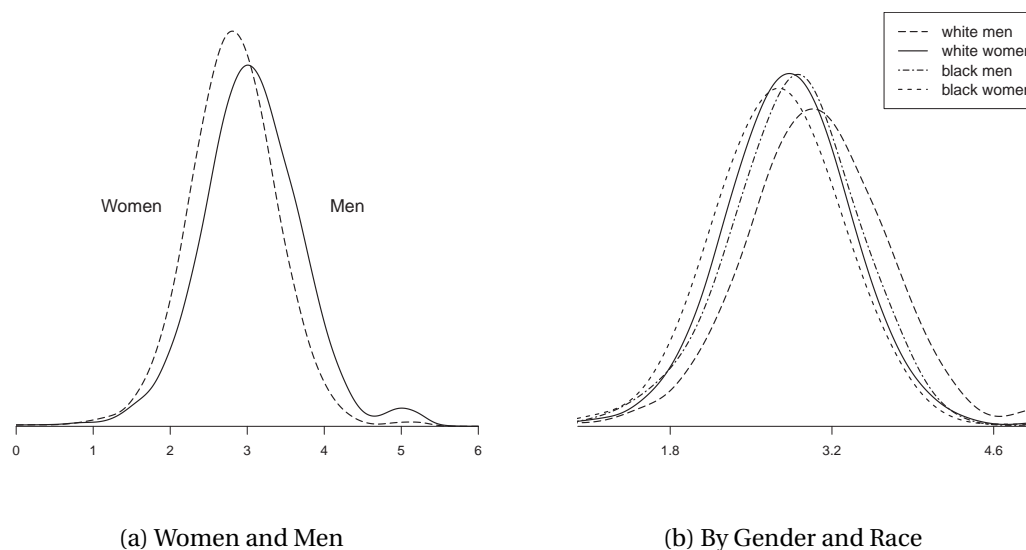 Women
Men
0 1 2 3 4 5 6
(a) Women and Men
white men
white women
black men
black women
1.8 3.2 4.6
(b) By Gender and Race